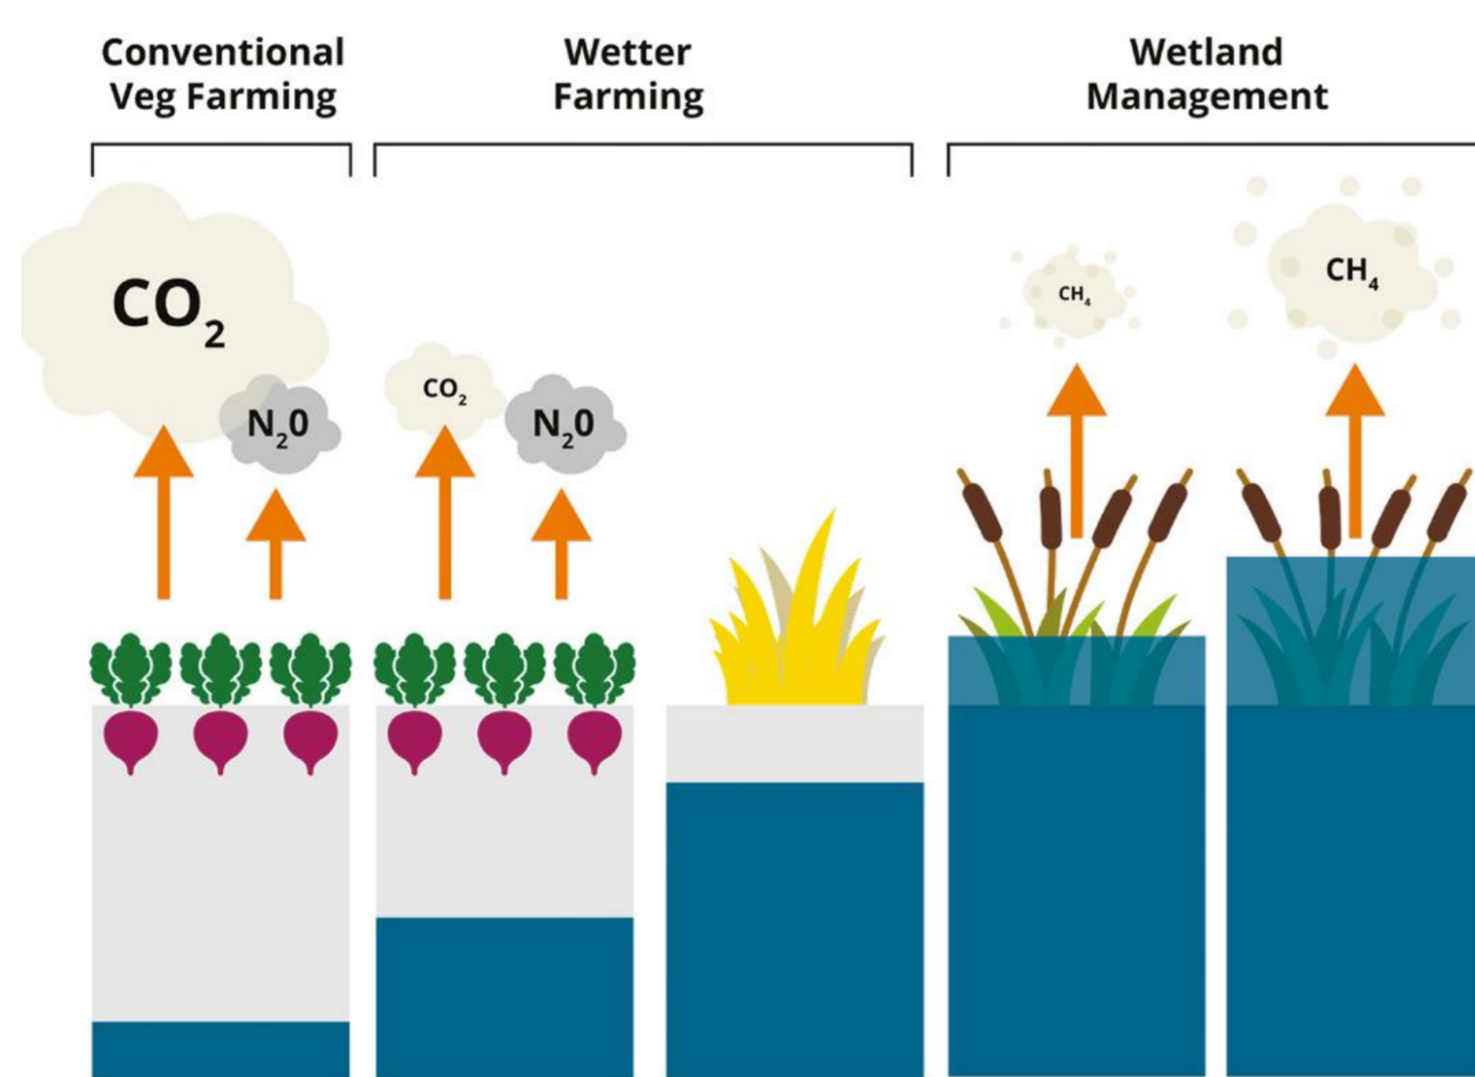 Conventional
Veg Farming
Wetter
Farming
Wetland
Management
CO₂
N₂0
CO₂
N₂0
CH₄
CH₄